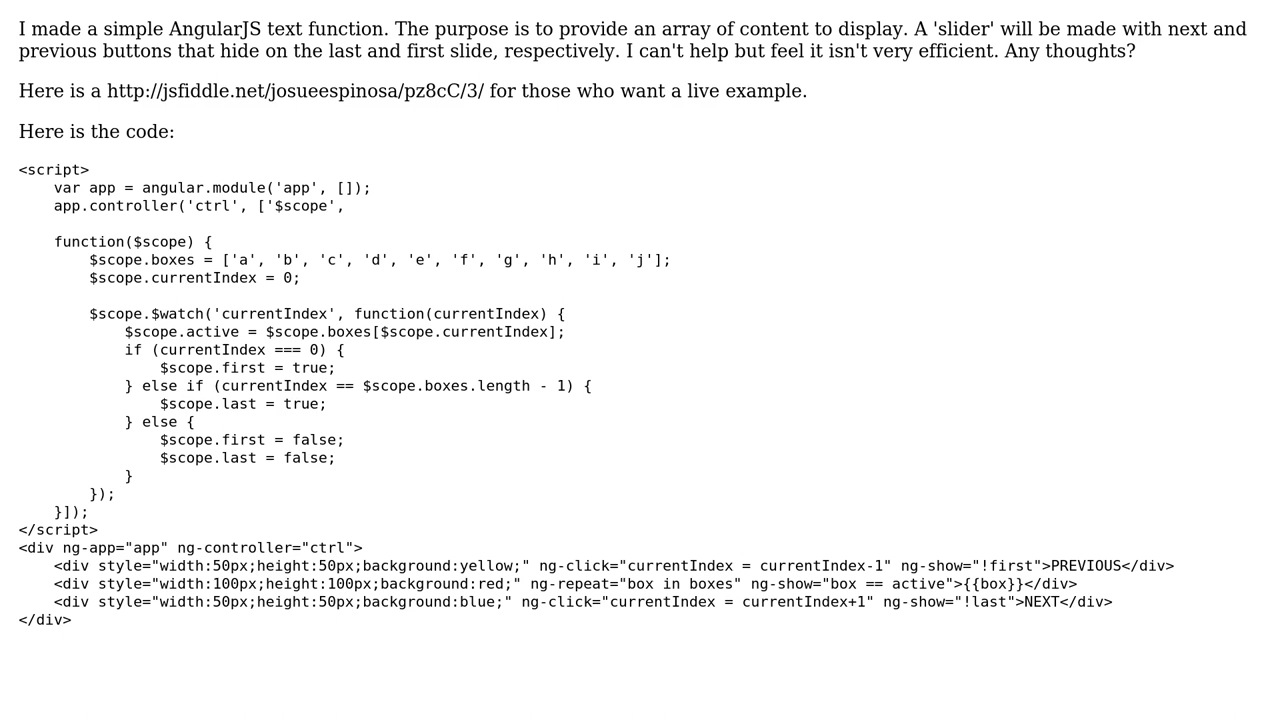 I made a simple AngularJS text function. The purpose is to provide an array of content to display. A 'slider' will be made with next and
previous buttons that hide on the last and first slide, respectively. I can't help but feel it isn't very efficient. Any thoughts?
Here is a http://jsfiddle.net/josueespinosa/pz8cC/3/ for those who want a live example.
Here is the code:
<script>
    var app = angular.module('app', []);
    app.controller('ctrl', ['$scope',
    function($scope) {
        $scope.boxes = ['a', 'b', 'c', 'd', 'e', 'f', 'g', 'h', 'i', 'j'];
        $scope.currentIndex = 0;
        $scope.$watch('currentIndex', function(currentIndex) {
            $scope.active = $scope.boxes[$scope.currentIndex];
            if (currentIndex === 0) {
                $scope.first = true;
            } else if (currentIndex == $scope.boxes.length - 1) {
                $scope.last = true;
            } else {
                $scope.first = false;
                $scope.last = false;
            }
        });
    }]);
</script>
<div ng-app="app" ng-controller="ctrl">
    <div style="width:50px;height:50px;background:yellow;" ng-click="currentIndex = currentIndex-1" ng-show="!first">PREVIOUS</div>
    <div style="width:100px;height:100px;background:red;" ng-repeat="box in boxes" ng-show="box == active">{{box}}</div>
    <div style="width:50px;height:50px;background:blue;" ng-click="currentIndex = currentIndex+1" ng-show="!last">NEXT</div>
</div>